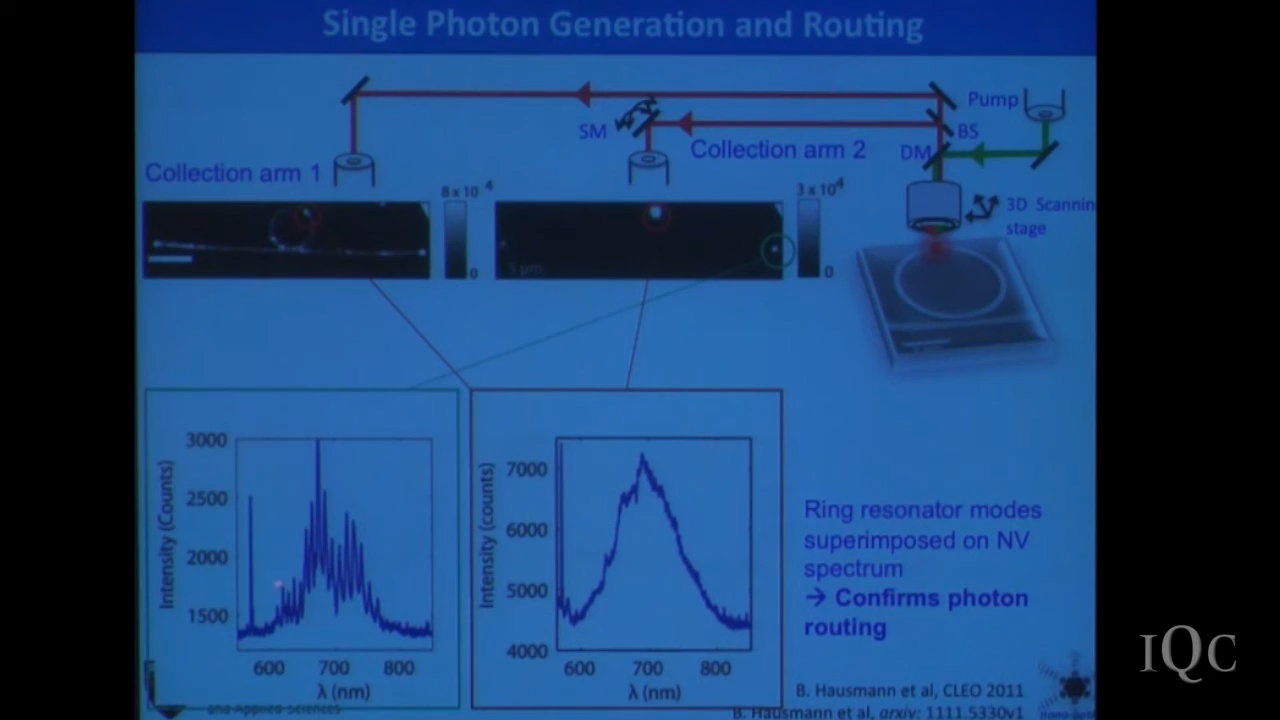 Single Photon Generation and Routing
Pump
SM
BS
Collection arm 2
DM
Collection arm 1
8 x 10 4
3 x 10 4
3D Scannin
stage
5 µm
0
0
3000
2500
2000
1500
Intensity (Counts)
600 700 800
λ (nm)
7000
6000
5000
4000
Intensity (counts)
600 700 800
λ (nm)
Ring resonator modes
superimposed on NV
spectrum
→ Confirms photon
routing
B. Hausmann et al, CLEO 2011
B. Hausmann et al, arxiv: 1111.5330v1
and Applied Sciences
IQC